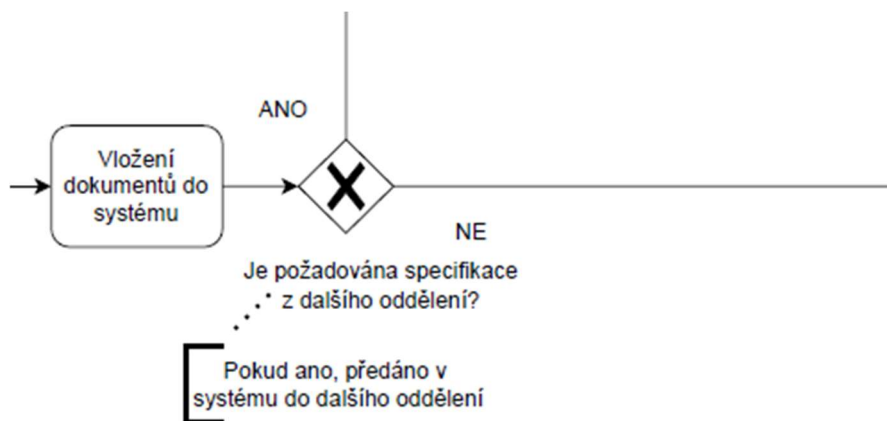 ANO
Vložení
dokumentů do
systému
NE
Je požadována specifikace
z dalšího oddělení?
Pokud ano, předáno v
systému do dalšího oddělení